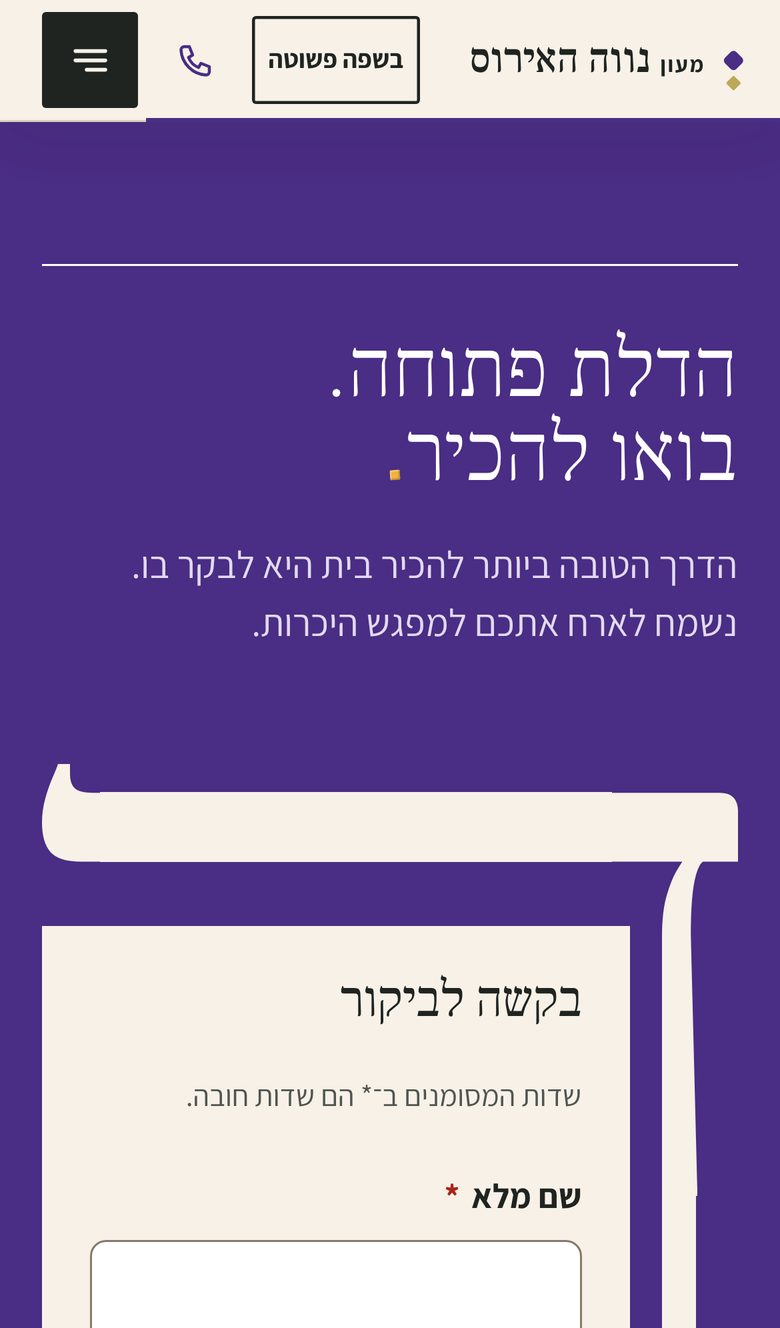 מעון נווה האירוס
בשפה פשוטה
הדלת פתוחה.
בואו להכיר.
הדרך הטובה ביותר להכיר בית היא לבקר בו.
נשמח לארח אתכם למפגש היכרות.
בקשה לביקור
שדות המסומנים ב־* הם שדות חובה.
שם מלא *